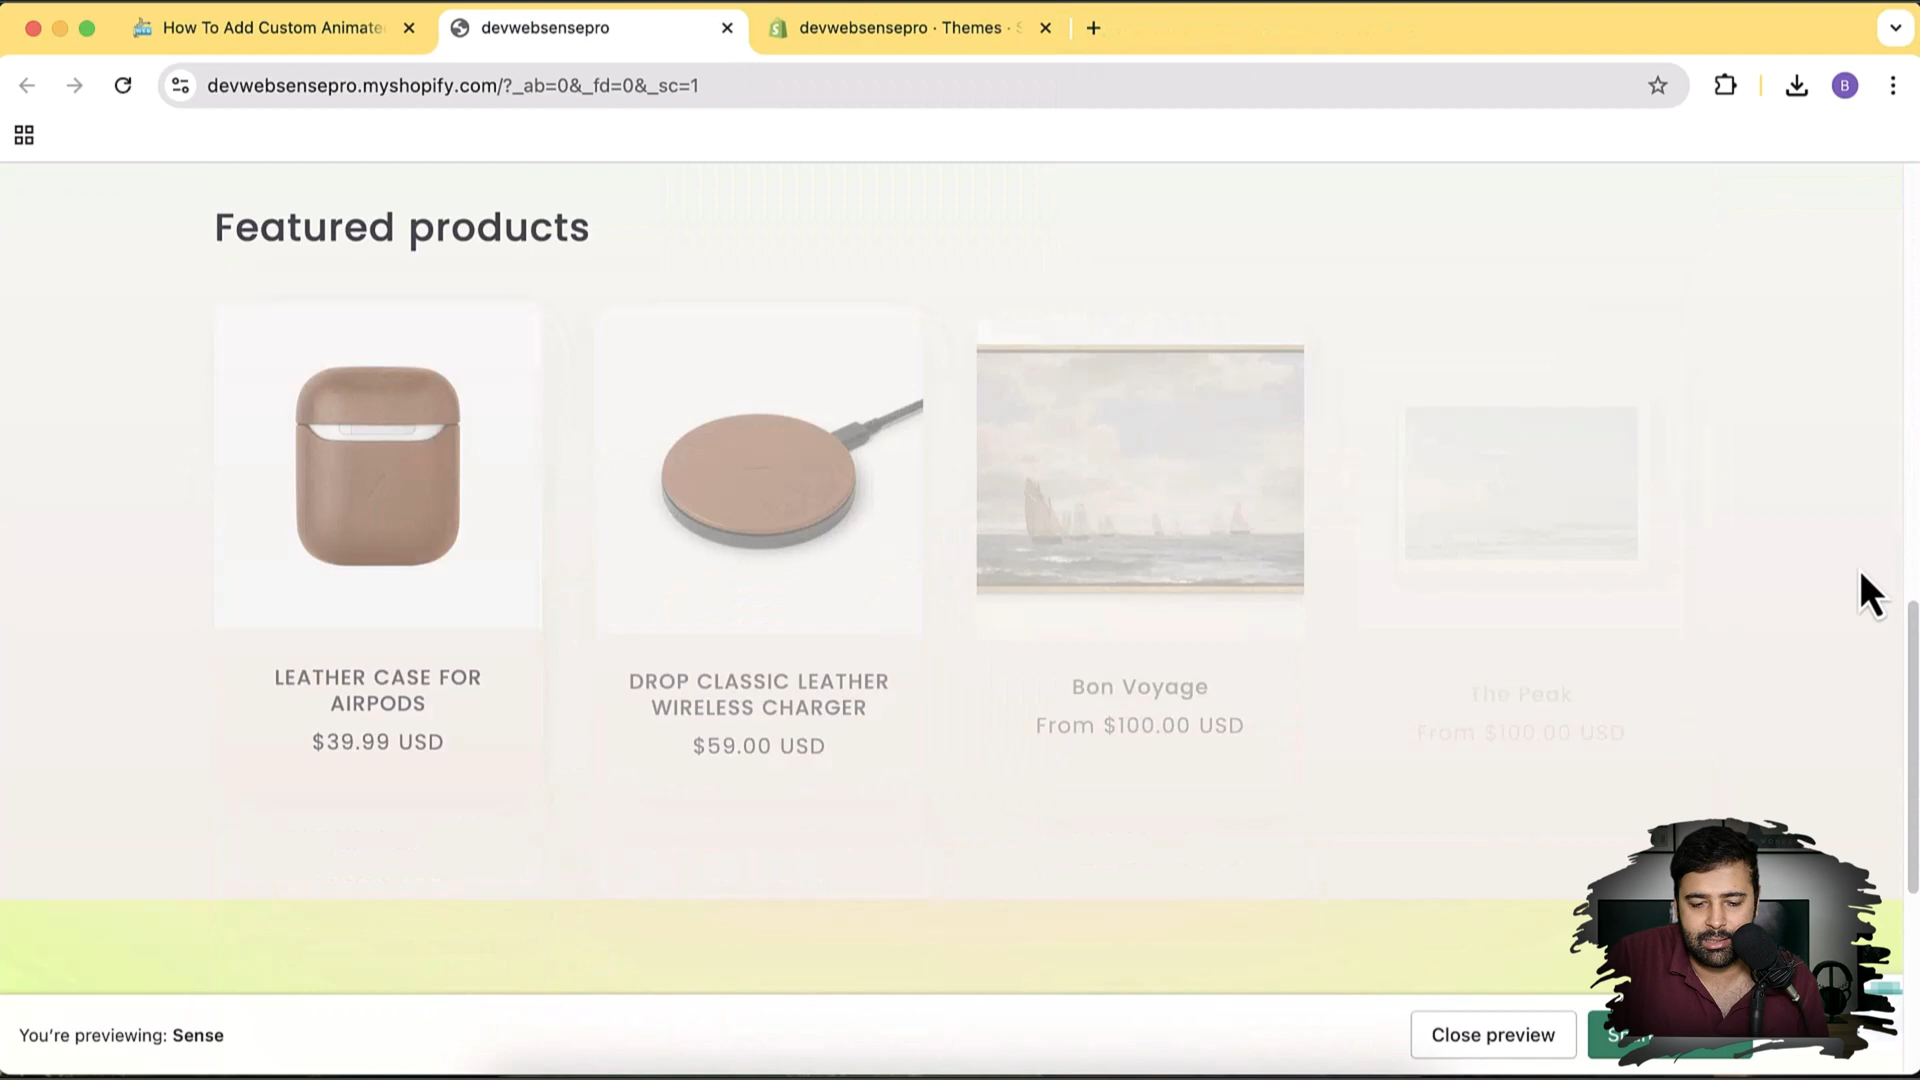 How To Add Custom Animate
devwebsensepro
devwebsensepro · Themes · S
devwebsensepro.myshopify.com/?_ab=0&_fd=0&_sc=1
B
Featured products
LEATHER CASE FOR
AIRPODS
$39.99 USD
DROP CLASSIC LEATHER
WIRELESS CHARGER
$59.00 USD
Bon Voyage
From $100.00 USD
The Peak
From $100.00 USD
You're previewing: Sense
Close preview